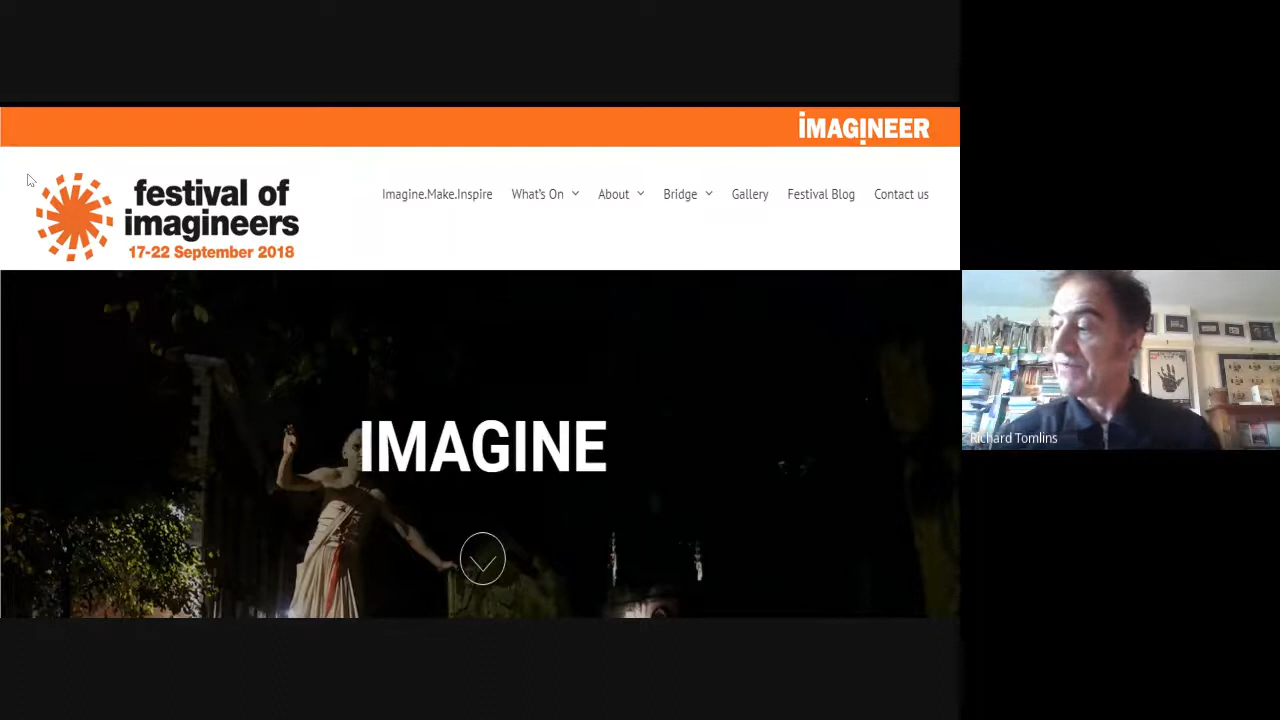 iMAGiNEER
festival of
imagineers
17-22 September 2018
Imagine.Make.Inspire What's On About Bridge Gallery Festival Blog Contact us
IMAGINE
Richard Tomlins